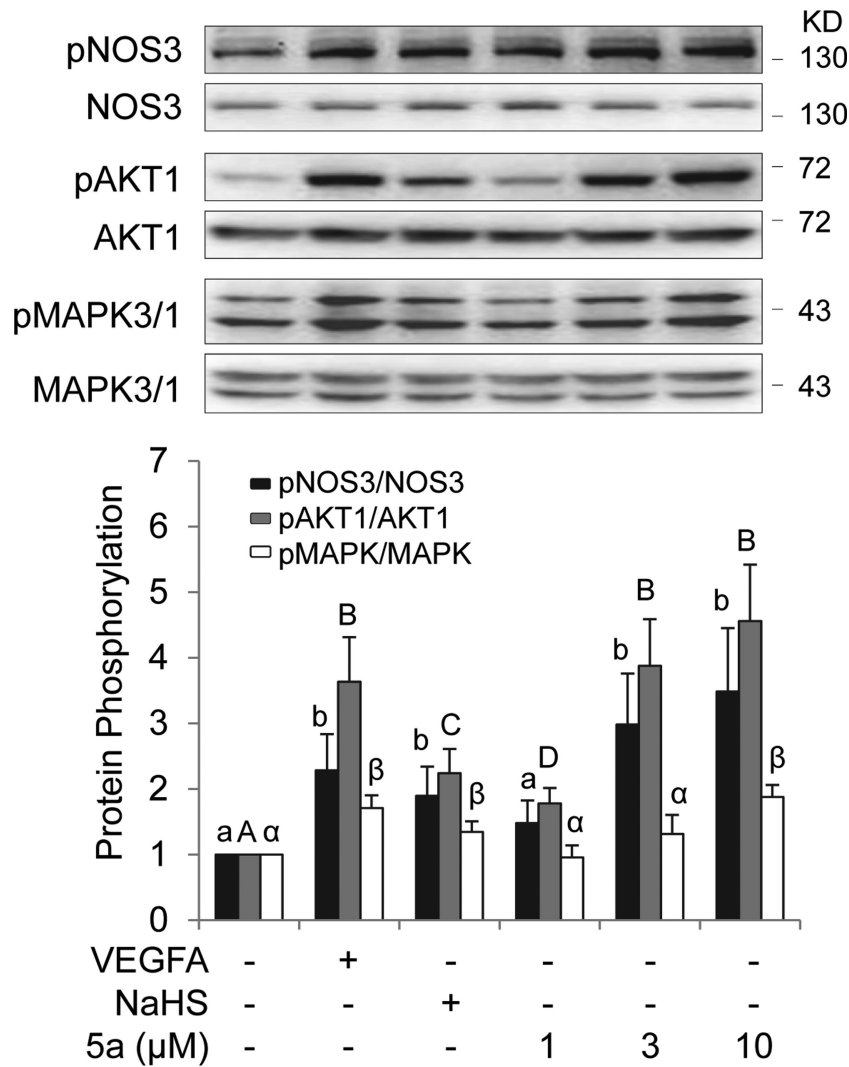 KD
pNOS3 - 130
NOS3 - 130
pAKT1 - 72
AKT1 - 72
pMAPK3/1 - 43
MAPK3/1 - 43
Protein Phosphorylation
7
6
5
4
3
2
1
0
pNOS3/NOS3
pAKT1/AKT1
pMAPK/MAPK
a A α
b B β
b C β
a D α
b B α
b B β
VEGFA - + - - - -
NaHS - - + - - -
5a (μM) - - - 1 3 10